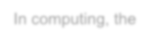 In computing, the